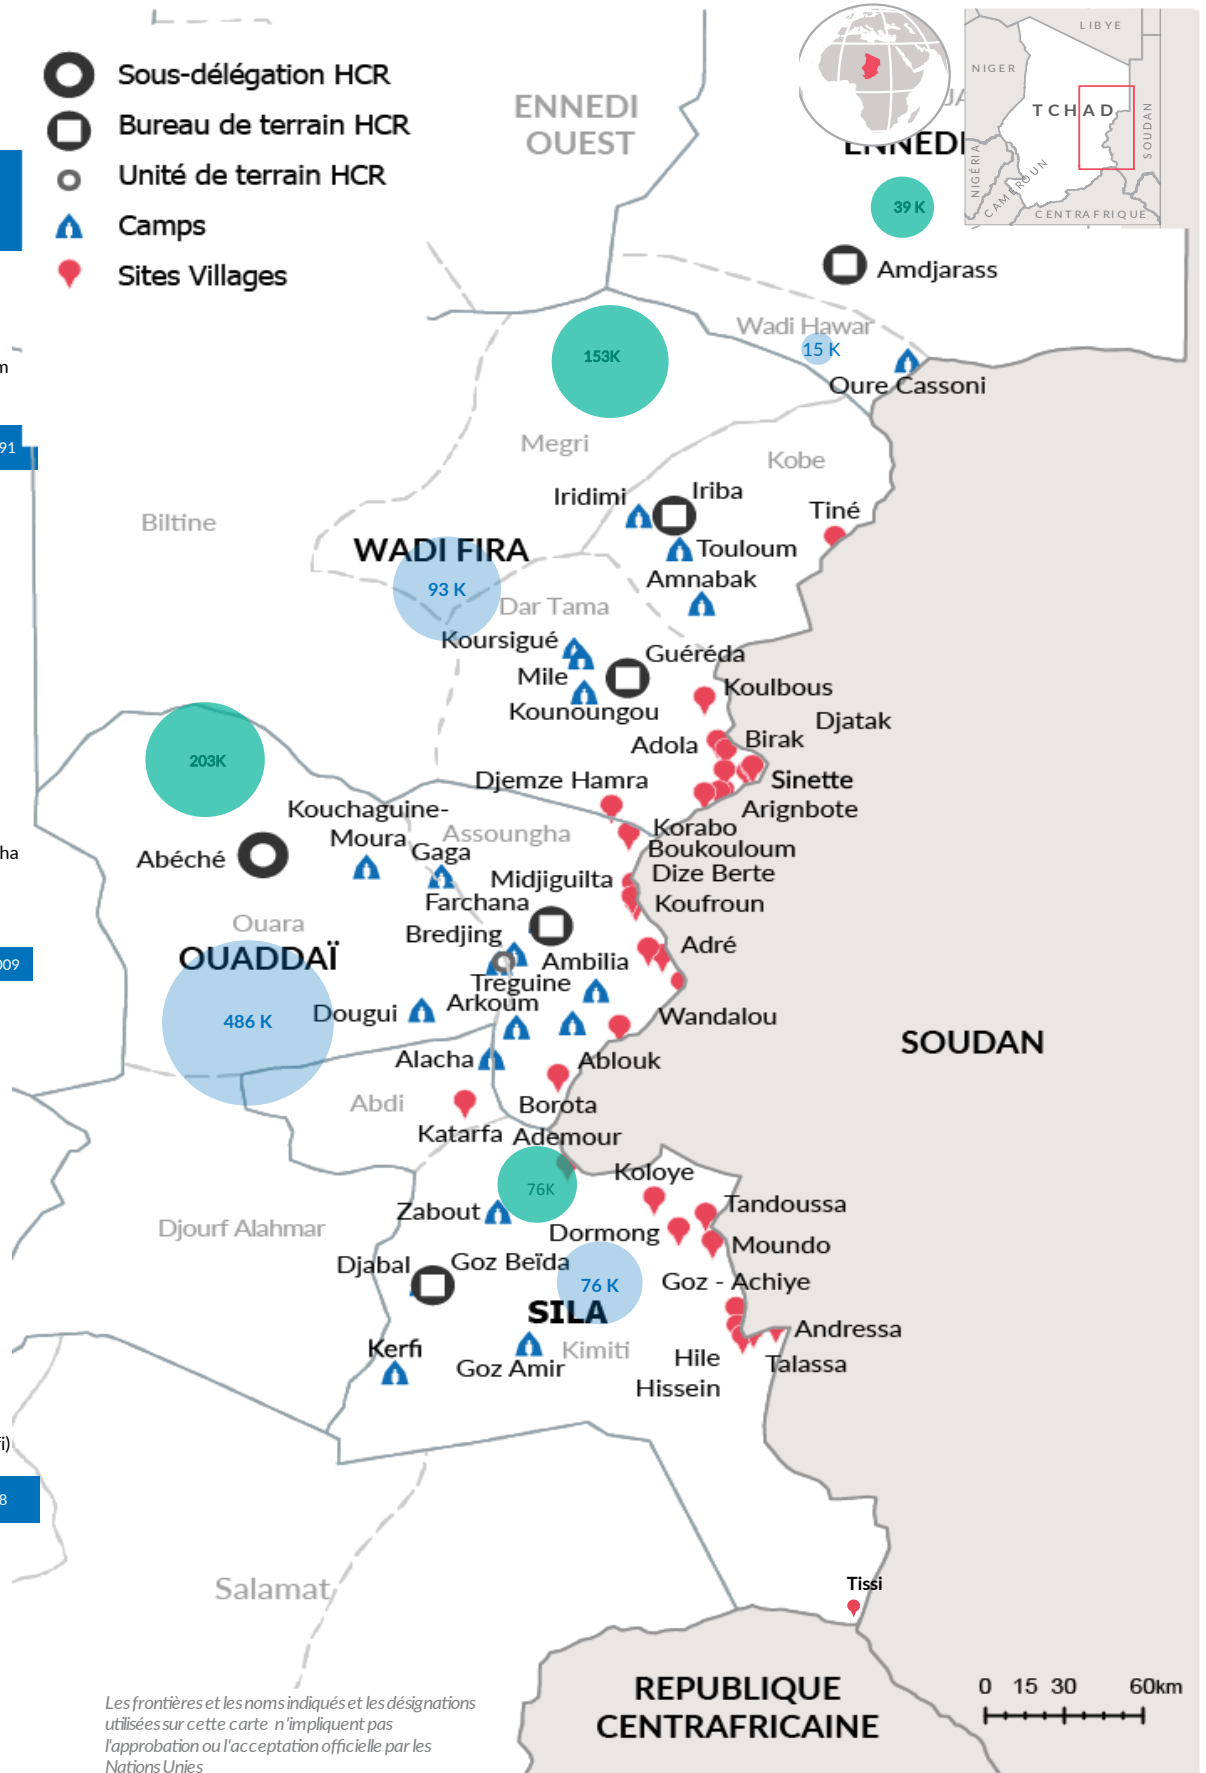 Sous-délégation HCR
Bureau de terrain HCR
Unité de terrain HCR
Camps
Sites Villages
ENNEDI
OUEST
LIBYE
NIGER
TCHAD
SOUDAN
NIGÉRIA
CAMEROUN
CENTRAFRIQUE
ENNEDI
39 K
Amdjarass
Wadi Hawar
15 K
153K
Oure Cassoni
m
91
Megri
Kobe
Iridimi
Iriba
Tiné
Biltine
WADI FIRA
Touloum
Amnabak
93 K
Dar Tama
Koursigué
Guéréda
Mile
Koulbous
Kounoungou
Djatak
Adola
Birak
203K
Djemze Hamra
Sinette
Kouchaguine-
Moura
Arignbote
Assoungha
Korabo
Boukouloum
ha
Abéché
Gaga
Midjiguilta
Dize Berte
Farchana
Koufroun
Ouara
Bredjing
Adré
OUADDAÏ
009
Ambilia
Treguine
Arkoum
Dougui
486 K
Wandalou
SOUDAN
Alacha
Ablouk
Abdi
Borota
Katarfa
Ademour
Koloye
76K
Zabout
Tandoussa
Djourf Alahmar
Dormong
Moundo
Djabal
Goz Beïda
76 K
Goz - Achiye
SILA
Andressa
Kerfi
Kimiti
Goz Amir
Hile
Hissein
Talassa
i)
8
Salamat
Tissi
REPUBLIQUE
CENTRAFRICAINE
0 15 30 60km
Les frontières et les noms indiqués et les désignations
utilisées sur cette carte n'impliquent pas
l'approbation ou l'acceptation officielle par les
Nations Unies